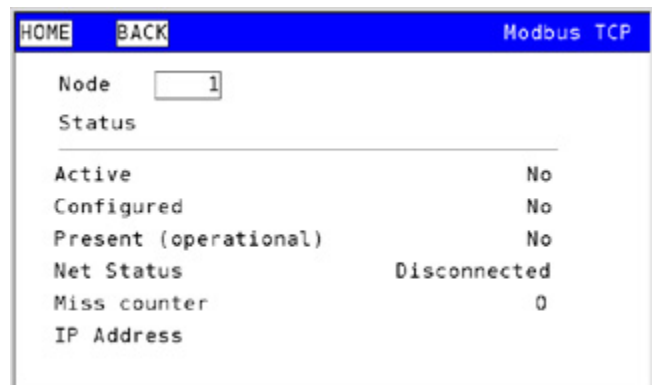 HOME BACK Modbus TCP
Node 1
Status
Active No
Configured No
Present (operational) No
Net Status Disconnected
Miss counter 0
IP Address